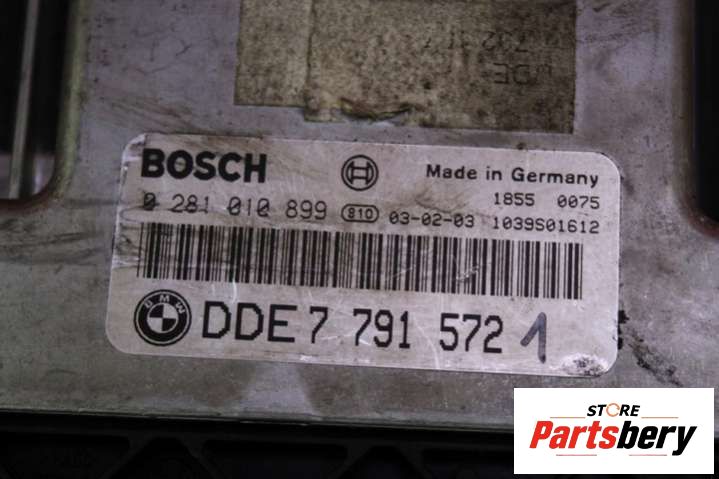 BOSCH
Made in Germany
1855 0075
0 281 010 899 810 03-02-03 1039S01612
BMW
DDE 7 791 572 1
STORE
Partsbery